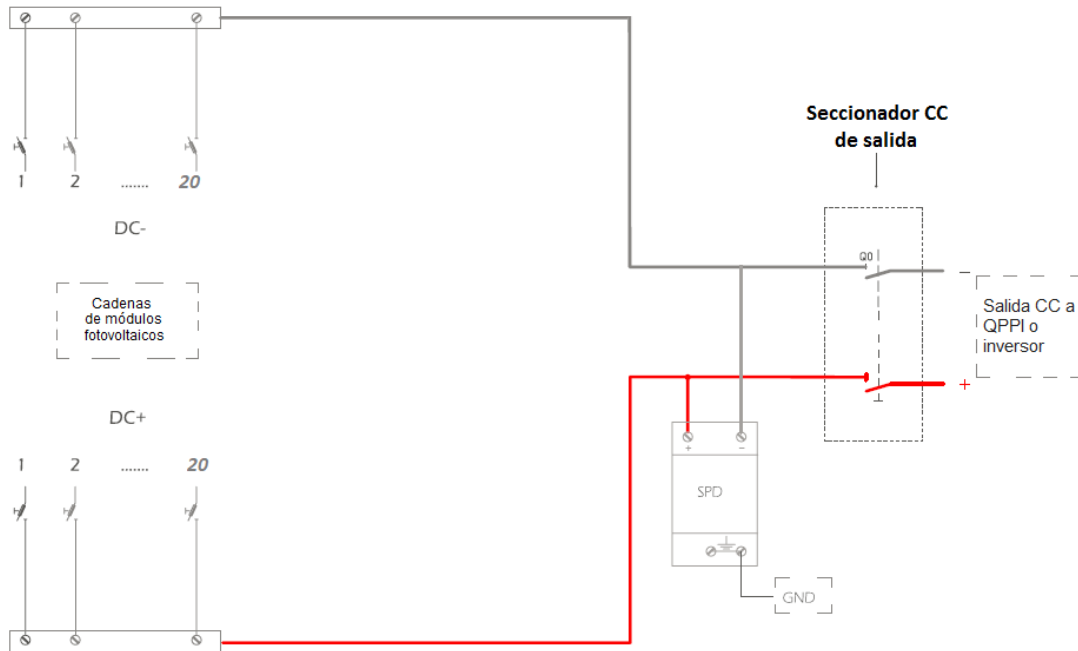 Seccionador CC
de salida
1 2 ....... 20
DC-
Q0
−
Cadenas
de módulos
fotovoltaicos
Salida CC a
QPPI o
inversor
+
DC+
1 2 ....... 20
+ −
SPD
GND